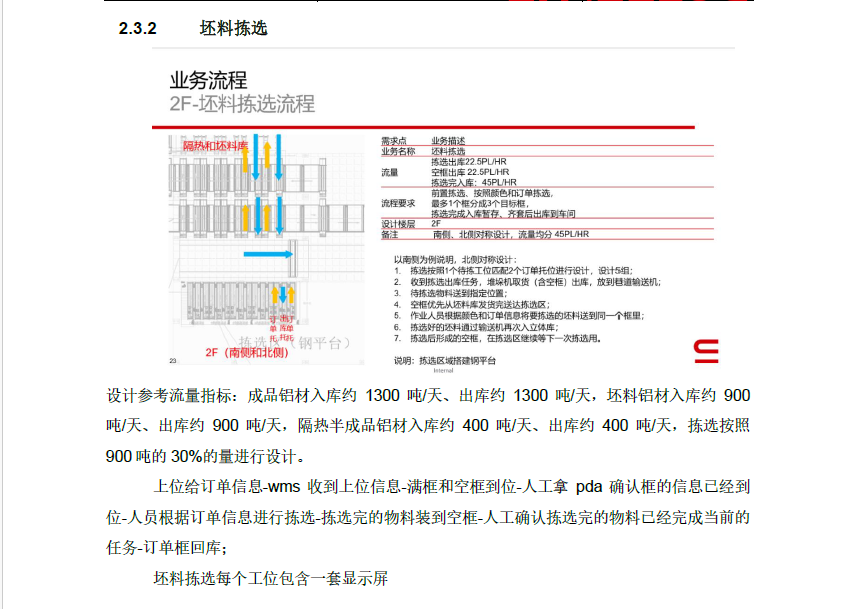 2.3.2 坯料拣选
业务流程
2F-坯料拣选流程
隔热和坯料库
需求点 业务描述
业务名称 坯料拣选
拣选出库22.5PL/HR
流量 空框出库 22.5PL/HR
拣选完入库：45PL/HR
前置拣选、按照颜色和订单拣选，
流程要求 最多1个框分成3个目标框，
拣选完成入库暂存、齐套后出库到车间
设计楼层 2F
备注 南侧、北侧对称设计，流量均分 45PL/HR
以南侧为例说明，北侧对称设计：
1. 拣选按照1个待拣工位匹配2个订单托位进行设计，设计5组；
2. 收到拣选出库任务，堆垛机取货（含空框）出库，放到巷道输送机；
3. 待拣选物料送到指定位置；
4. 空框优先从坯料库发货完送达拣选区；
5. 作业人员根据颜色和订单信息将要拣选的坯料送到同一个框里；
6. 拣选好的坯料通过输送机再次入立体库；
7. 拣选后形成的空框，在拣选区继续等下一次拣选用。
拣选区（钢平台）
2F（南侧和北侧）
说明：拣选区域搭建钢平台
23
Internal
设计参考流量指标：成品铝材入库约 1300 吨/天、出库约 1300 吨/天，坯料铝材入库约 900
吨/天、出库约 900 吨/天，隔热半成品铝材入库约 400 吨/天、出库约 400 吨/天，拣选按照
900 吨的 30%的量进行设计。
上位给订单信息-wms 收到上位信息-满框和空框到位-人工拿 pda 确认框的信息已经到
位-人员根据订单信息进行拣选-拣选完的物料装到空框-人工确认拣选完的物料已经完成当前的
任务-订单框回库；
坯料拣选每个工位包含一套显示屏